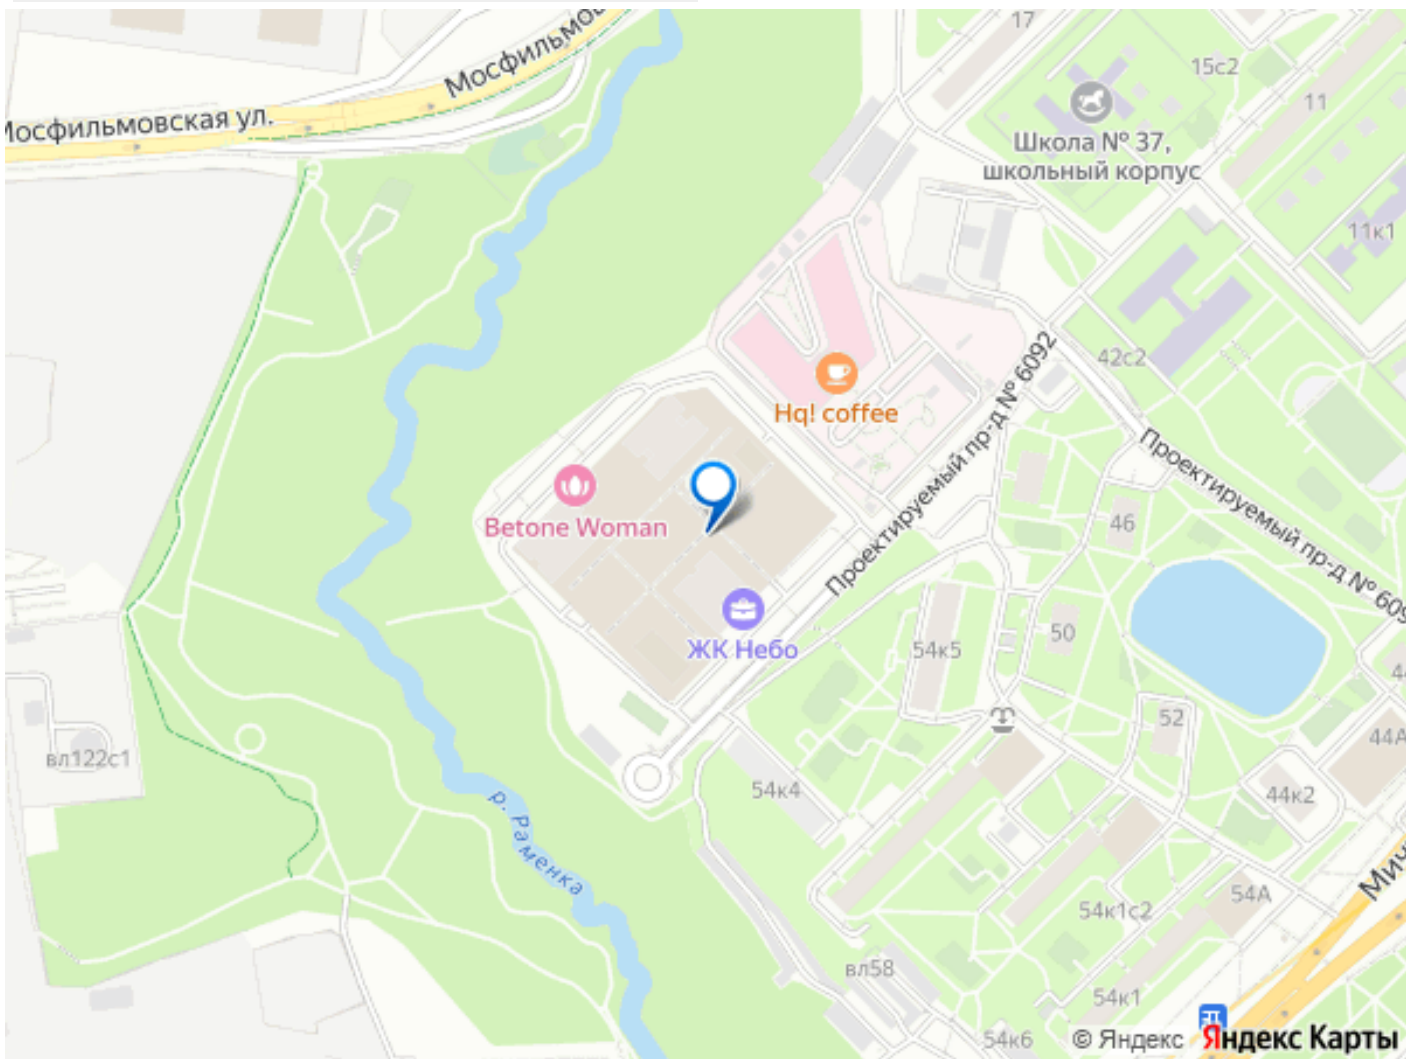 17
Мосфильмов
15с2
11
Мосфильмовская ул.
Школа № 37,
школьный корпус
11к1
Проектируемый пр-д № 6092
42с2
Hq! coffee
Проектируемый пр-д № 609
Betone Woman
46
50
ЖК Небо
54к5
52
44А
вл122с1
54к4
44к2
р. Раменка
Мич
54А
54к1с2
вл58
54к1
54к6
© Яндекс Яндекс Карты